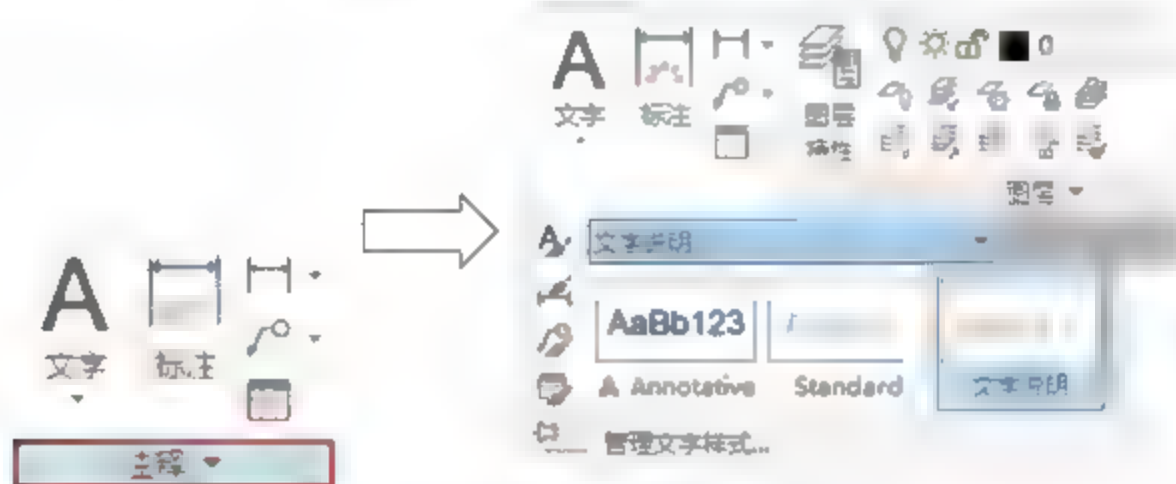 A
文字
标注
注释
A
文字
标注
0
图层
特性
图层
文字说明
AaBb123
A Annotative
Standard
文字说明
管理文字样式...